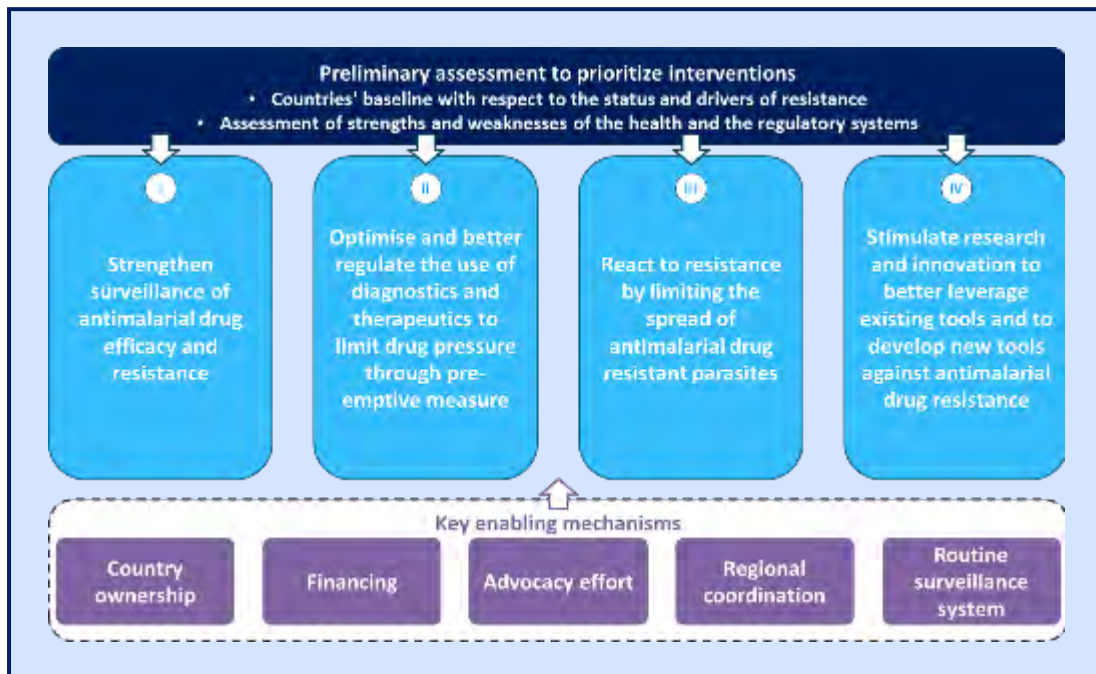 Preliminary assessment to prioritize interventions
• Countries' baseline with respect to the status and drivers of resistance
• Assessment of strengths and weaknesses of the health and the regulatory systems
I
Strengthen
surveillance of
antimalarial drug
efficacy and
resistance
II
Optimise and better
regulate the use of
diagnostics and
therapeutics to
limit drug pressure
through pre-
emptive measure
III
React to resistance
by limiting the
spread of
antimalarial drug
resistant parasites
IV
Stimulate research
and innovation to
better leverage
existing tools and to
develop new tools
against antimalarial
drug resistance
Key enabling mechanisms
Country
ownership
Financing
Advocacy effort
Regional
coordination
Routine
surveillance
system